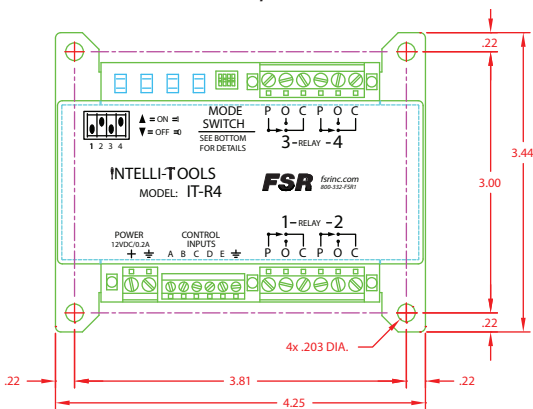 .22
P O C P O C
MODE
SWITCH
SEE BOTTOM
FOR DETAILS
3-RELAY -4
▲ = ON =1
▼ = OFF =0
1 2 3 4
3.44
3.00
INTELLI-TOOLS
MODEL: IT-R4
FSR fsrinc.com
800-332-FSR1
1-RELAY -2
P O C P O C
POWER
12VDC/0.2A
+
CONTROL
INPUTS
A B C D E
.22
4x .203 DIA.
.22
3.81
.22
4.25